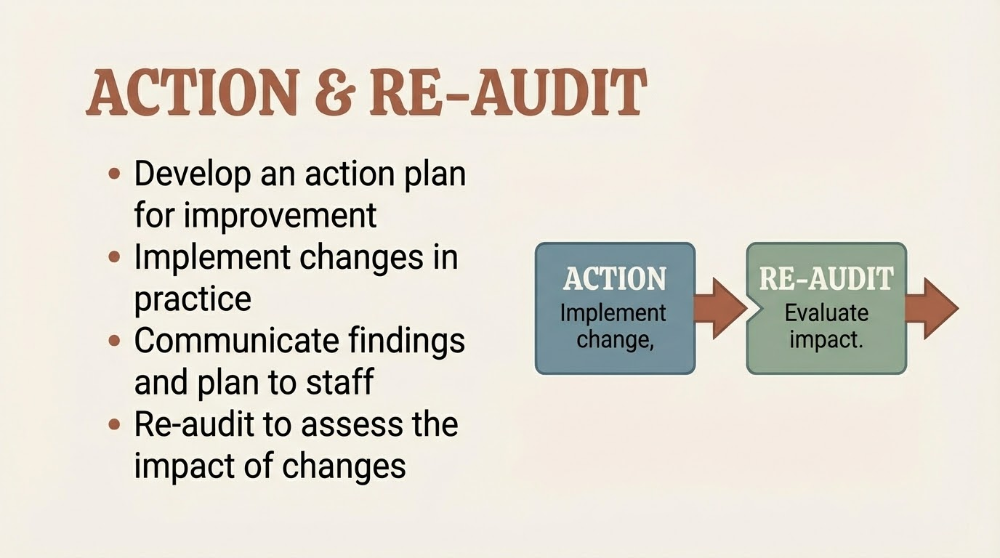 ACTION & RE-AUDIT
• Develop an action plan
for improvement
• Implement changes in
practice
• Communicate findings
and plan to staff
• Re-audit to assess the
impact of changes
ACTION
Implement
change,
RE-AUDIT
Evaluate
impact.